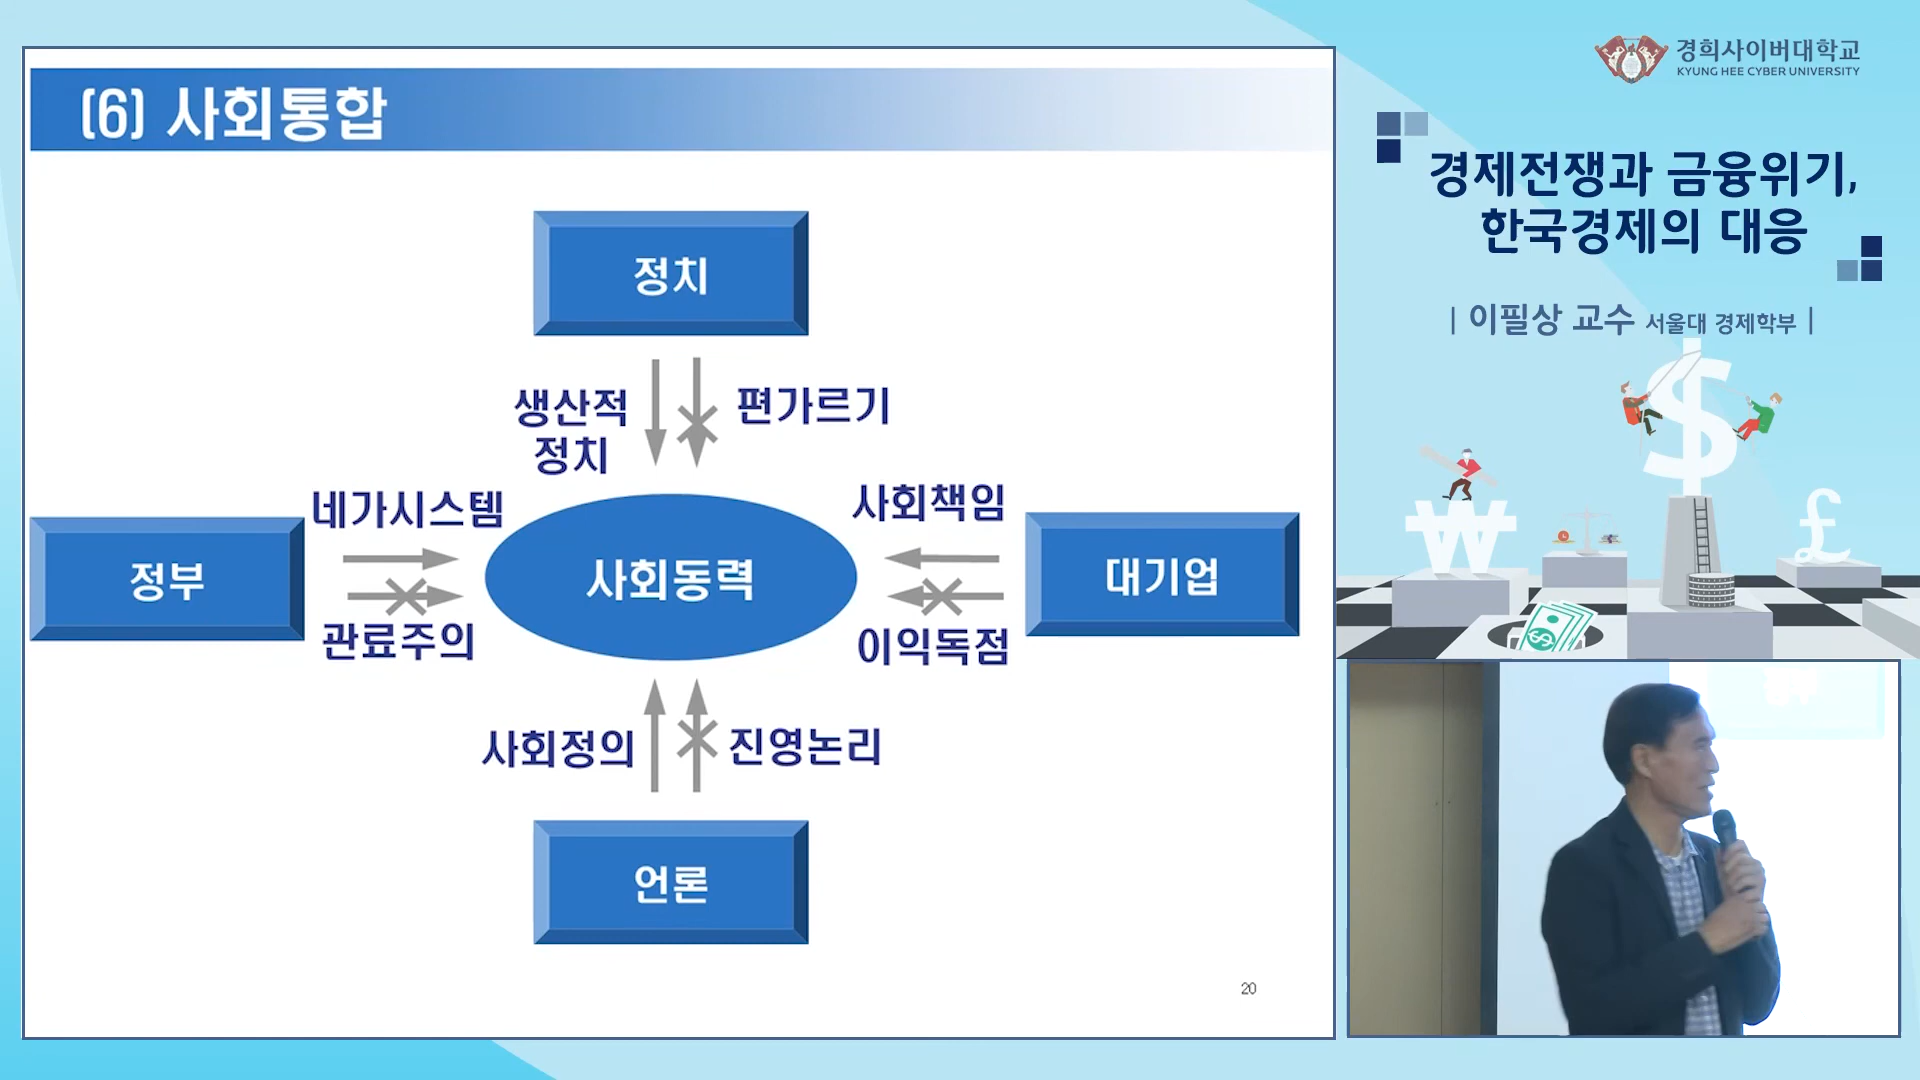 (6) 사회통합
정치
생산적
정치
편가르기
네가시스템
사회책임
정부
사회동력
대기업
관료주의
이익독점
사회정의
진영논리
언론
20
경희사이버대학교
KYUNG HEE CYBER UNIVERSITY
경제전쟁과 금융위기,
한국경제의 대응
| 이필상 교수 서울대 경제학부 |